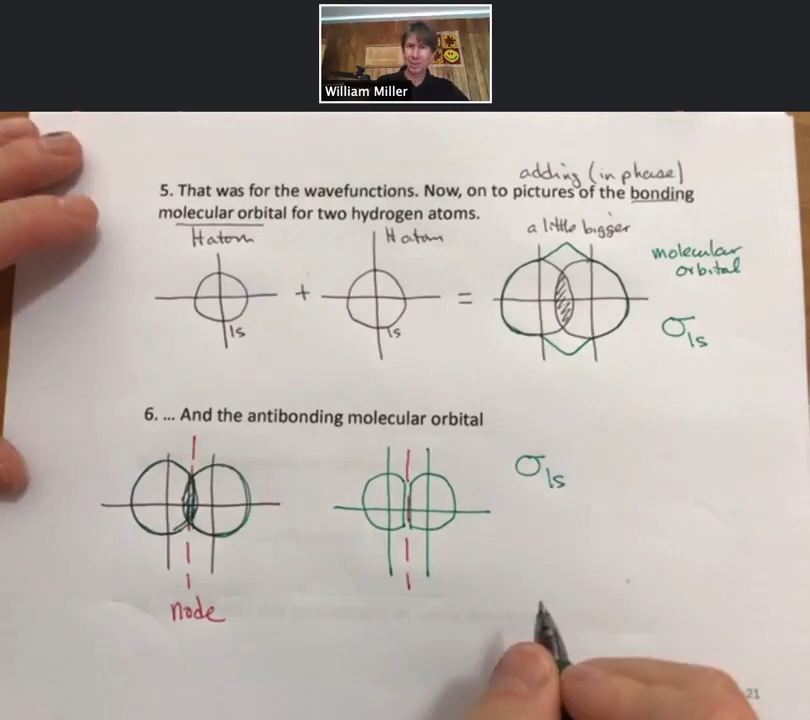 William Miller
adding (in phase)
5. That was for the wavefunctions. Now, on to pictures of the bonding
molecular orbital for two hydrogen atoms.
a little bigger
H atom
H atom
molecular
orbital
+
=
1s
1s
σ1s
6. ... And the antibonding molecular orbital
σ1s
node
21